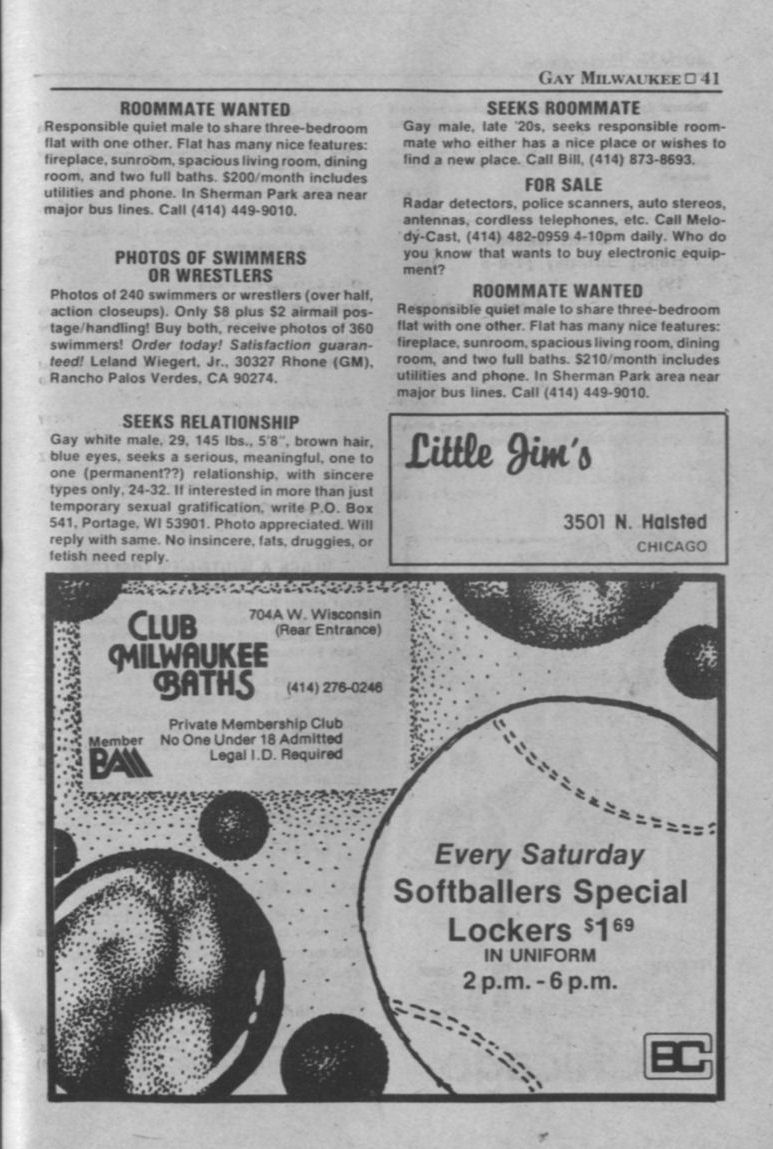 GAY MILWAUKEE □ 41
ROOMMATE WANTED
Responsible quiet male to share three-bedroom
flat with one other. Flat has many nice features:
fireplace, sunroom, spacious living room, dining
room, and two full baths. $200/month includes
utilities and phone. In Sherman Park area near
major bus lines. Call (414) 449-9010.
PHOTOS OF SWIMMERS
OR WRESTLERS
Photos of 240 swimmers or wrestlers (over half,
action closeups). Only $8 plus $2 airmail pos-
tage/handling! Buy both, receive photos of 360
swimmers! Order today! Satisfaction guaran-
teed! Leland Wiegert, Jr., 30327 Rhone (GM),
Rancho Palos Verdes, CA 90274.
SEEKS RELATIONSHIP
Gay white male, 29, 145 lbs., 5'8", brown hair,
blue eyes, seeks a serious, meaningful, one to
one (permanent??) relationship, with sincere
types only, 24-32. If interested in more than just
temporary sexual gratification, write P.O. Box
541, Portage, WI 53901. Photo appreciated. Will
reply with same. No insincere, fats, druggies, or
fetish need reply.
SEEKS ROOMMATE
Gay male, late '20s, seeks responsible room-
mate who either has a nice place or wishes to
find a new place. Call Bill, (414) 873-8693.
FOR SALE
Radar detectors, police scanners, auto stereos,
antennas, cordless telephones, etc. Call Melo-
dy-Cast, (414) 482-0959 4-10pm daily. Who do
you know that wants to buy electronic equip-
ment?
ROOMMATE WANTED
Responsible quiet male to share three-bedroom
flat with one other. Flat has many nice features:
fireplace, sunroom, spacious living room, dining
room, and two full baths. $210/month includes
utilities and phone. In Sherman Park area near
major bus lines. Call (414) 449-9010.
Little Jim's
3501 N. Halsted
CHICAGO
CLUB
MILWAUKEE
BATHS
704A W. Wisconsin
(Rear Entrance)
(414) 276-0246
Private Membership Club
No One Under 18 Admitted
Legal I.D. Required
Member
BAM
Every Saturday
Softballers Special
Lockers $1 69
IN UNIFORM
2 p.m. - 6 p.m.
BC